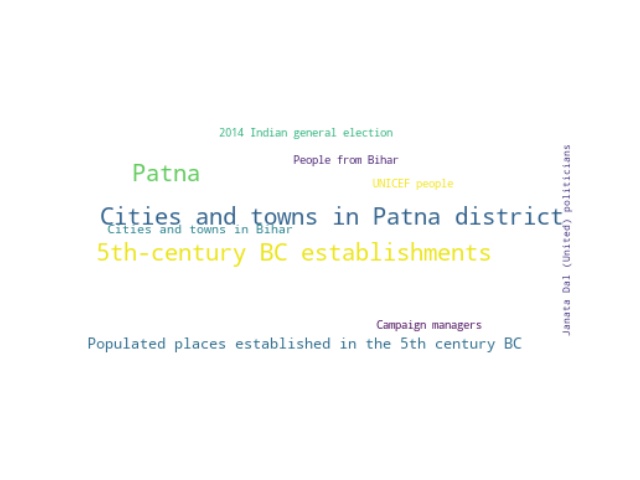 2014 Indian general election
People from Bihar
Patna
UNICEF people
Cities and towns in Patna district
Cities and towns in Bihar
5th-century BC establishments
Janata Dal (United) politicians
Campaign managers
Populated places established in the 5th century BC